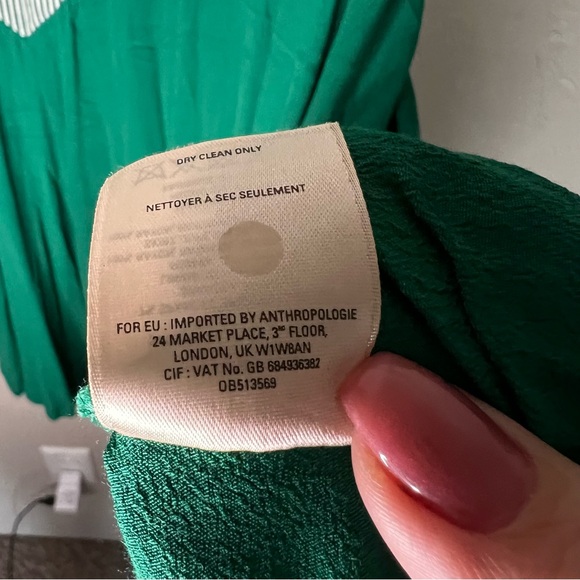 DRY CLEAN ONLY
NETTOYER À SEC SEULEMENT
FOR EU : IMPORTED BY ANTHROPOLOGIE
24 MARKET PLACE, 3RD FLOOR,
LONDON, UK W1W8AN
CIF : VAT No. GB 684936382
OB513569